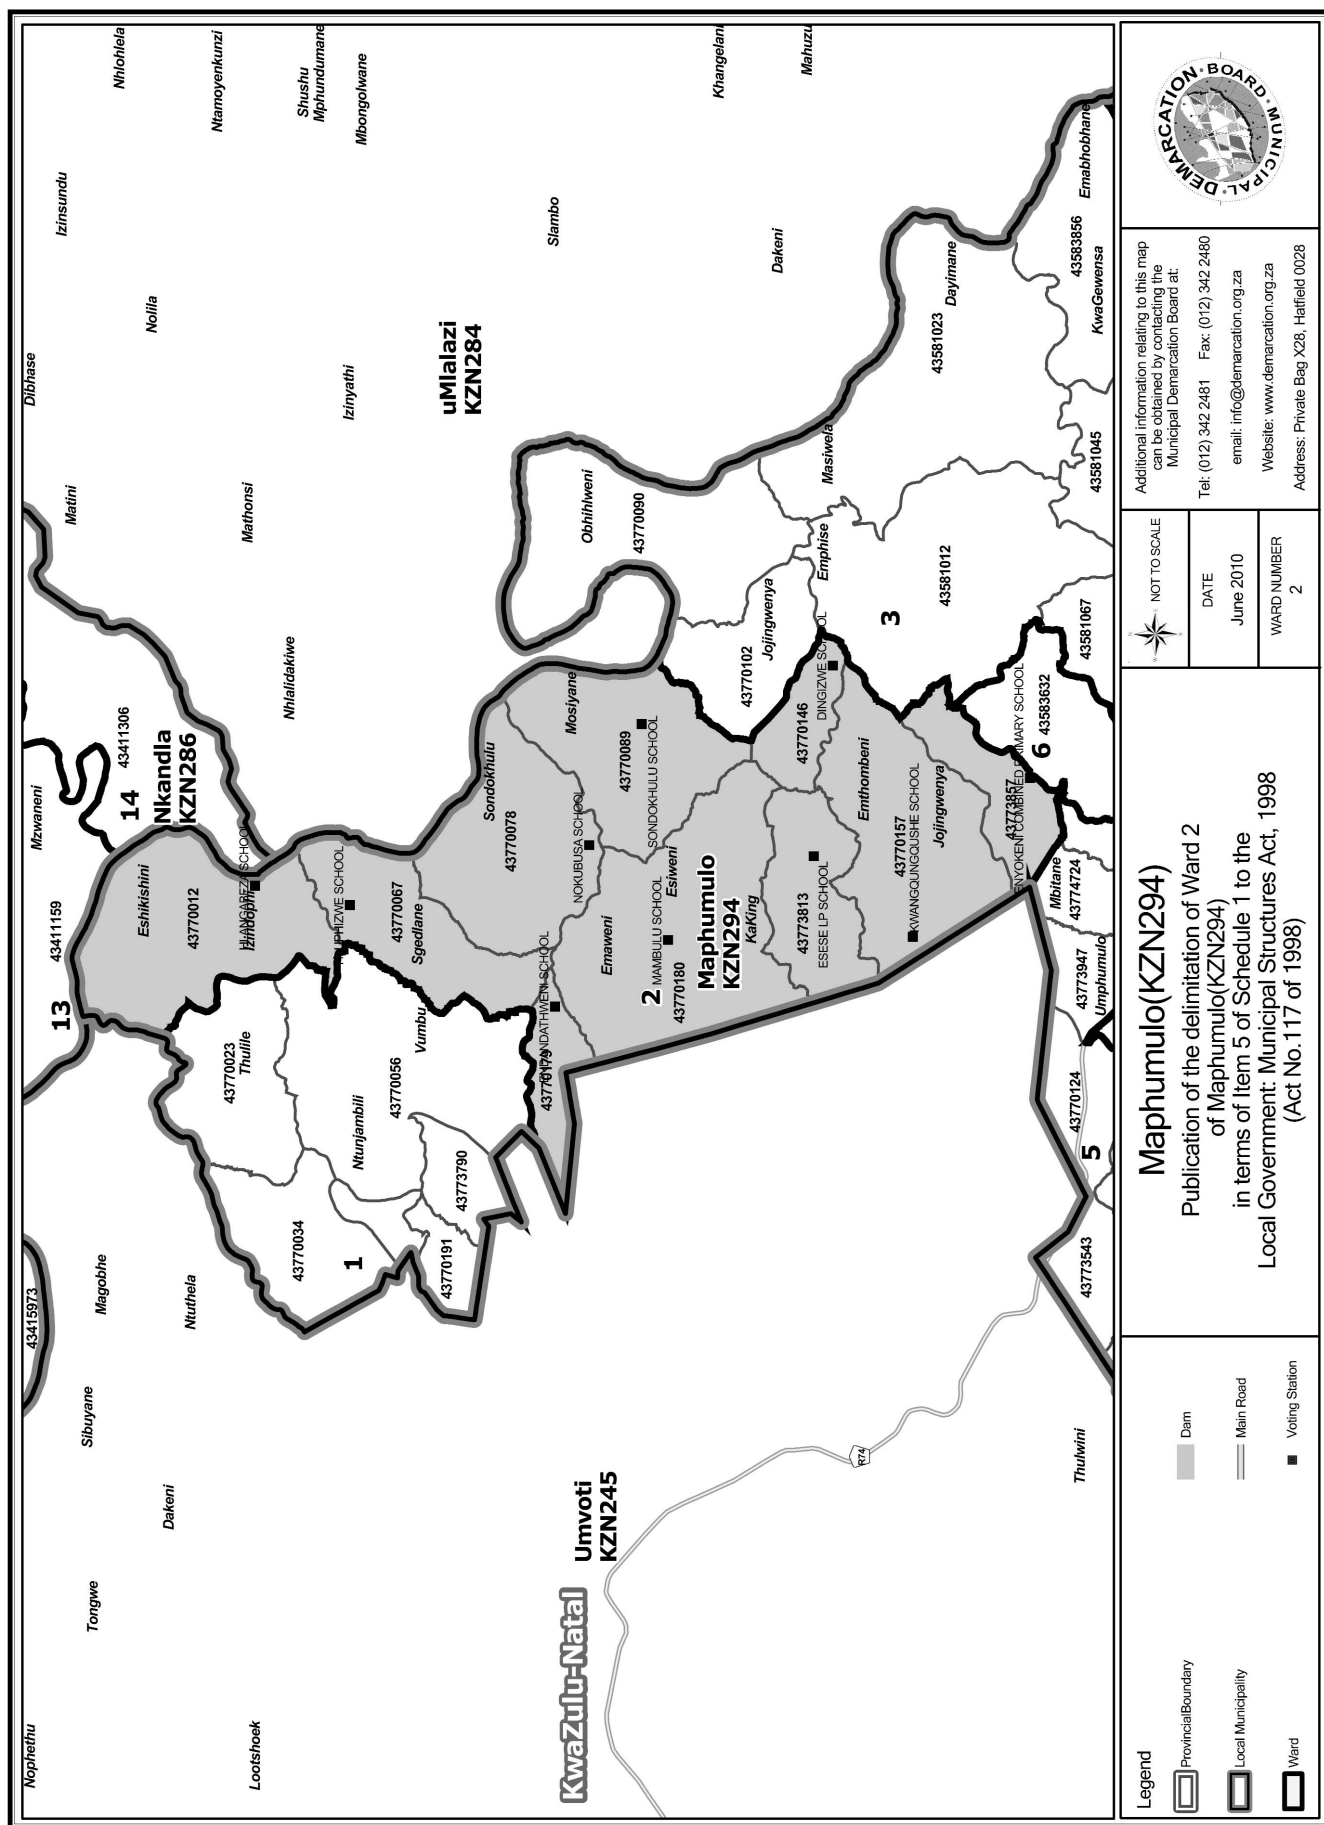 Nophethu
Tongwe
Lootshoek
Dakeni
Sibuyane
Magobhe
Ntuthela
43415973
13
43411159
Mzwaneni
14
43411306
Nkandla
KZN286
Dibhase
Matini
Izinsundu
Nolila
Nhlohlela
Ntamoyenkunzi
Shushu
Mphundumane
Mbongolwane
Mathonsi
Izinyathi
Nhlalidakiwe
uMlalazi
KZN284
Slambo
Khangelani
Mahuzu
Dakeni
Eshikishini
43770012
HLANGABEZA SCHOOL
Izindophi
43770023
Thulile
43770034
1
Ntunjambili
43770056
Vumbu
43773790
43770191
43770067
Sgedlane
Sondokhulu
43770078
Mosiyane
43770089
SONDOKHULU SCHOOL
NOKUBUSA SCHOOL
43770179
Emaweni
Esiweni
MAMBULU SCHOOL
2
43770180
Maphumulo
KZN294
KaKing
43773813
ESESE LP SCHOOL
43770146
DINGIZWE SCHOOL
Emthombeni
43770157
KWANGQUNGQUSHE SCHOOL
Jojingwenya
43773857
43770102
Jojingwenya
Obhihlweni
43770090
Emphise
Masiwela
3
43581012
43581023
Dayimane
Emabhobhane
43583856
KwaGewensa
43581045
43581067
6
43583632
Mbitane
43774724
43773947
Umphumulo
43770124
5
43773543
Thulwini
R74
Umvoti
KZN245
KwaZulu-Natal
Legend
ProvincialBoundary
Local Municipality
Ward
Dam
Main Road
Voting Station
Maphumulo(KZN294)
Publication of the delimitation of Ward 2
of Maphumulo(KZN294)
in terms of Item 5 of Schedule 1 to the
Local Government: Municipal Structures Act, 1998
(Act No.117 of 1998)
NOT TO SCALE
DATE
June 2010
WARD NUMBER
2
Additional information relating to this map
can be obtained by contacting the
Municipal Demarcation Board at:
Tel: (012) 342 2481 Fax: (012) 342 2480
email: info@demarcation.org.za
Website: www.demarcation.org.za
Address: Private Bag X28, Hatfield 0028
MUNICIPAL DEMARCATION BOARD